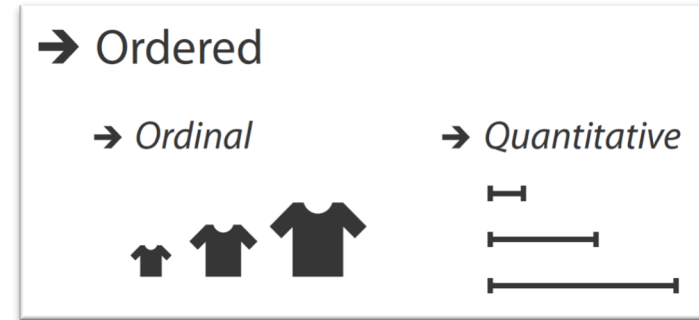 ➔ Ordered
➔ Ordinal
➔ Quantitative